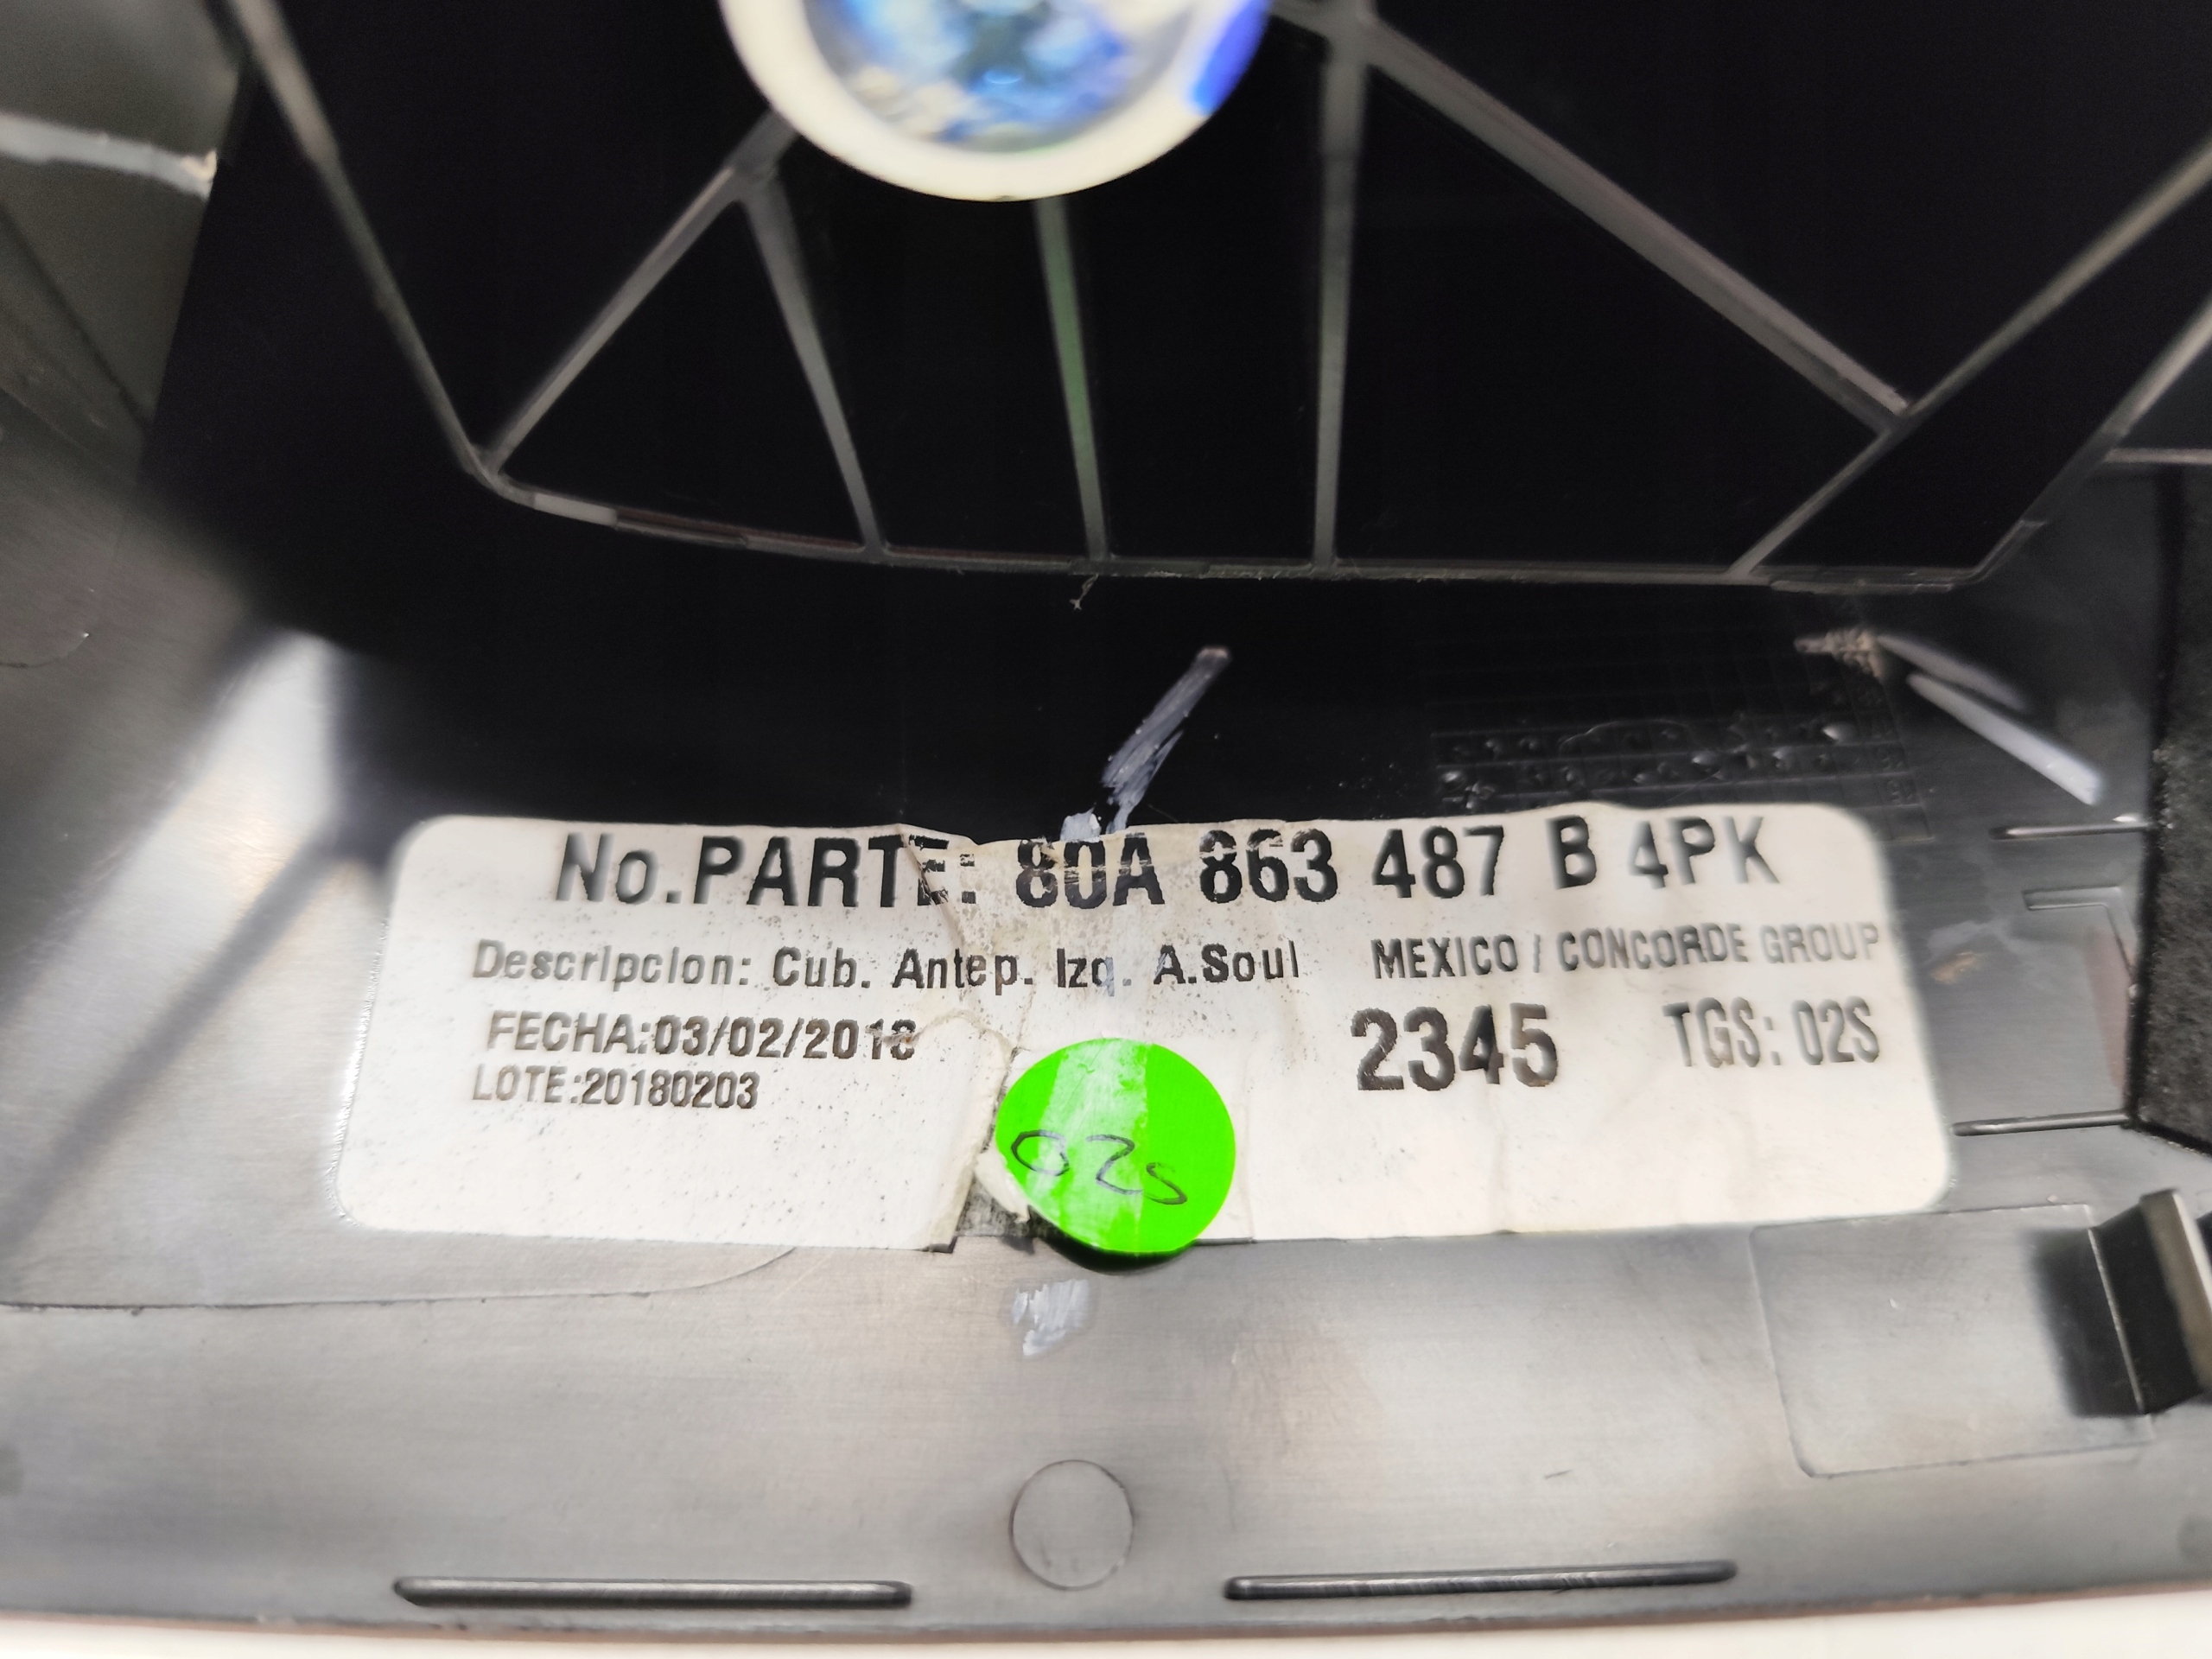 No.PARTE: 80A 863 487 B 4PK
Descripcion: Cub. Antep. Izq. A.Soul MEXICO / CONCORDE GROUP
FECHA:03/02/2018 2345 TGS: 02S
LOTE:20180203
02S